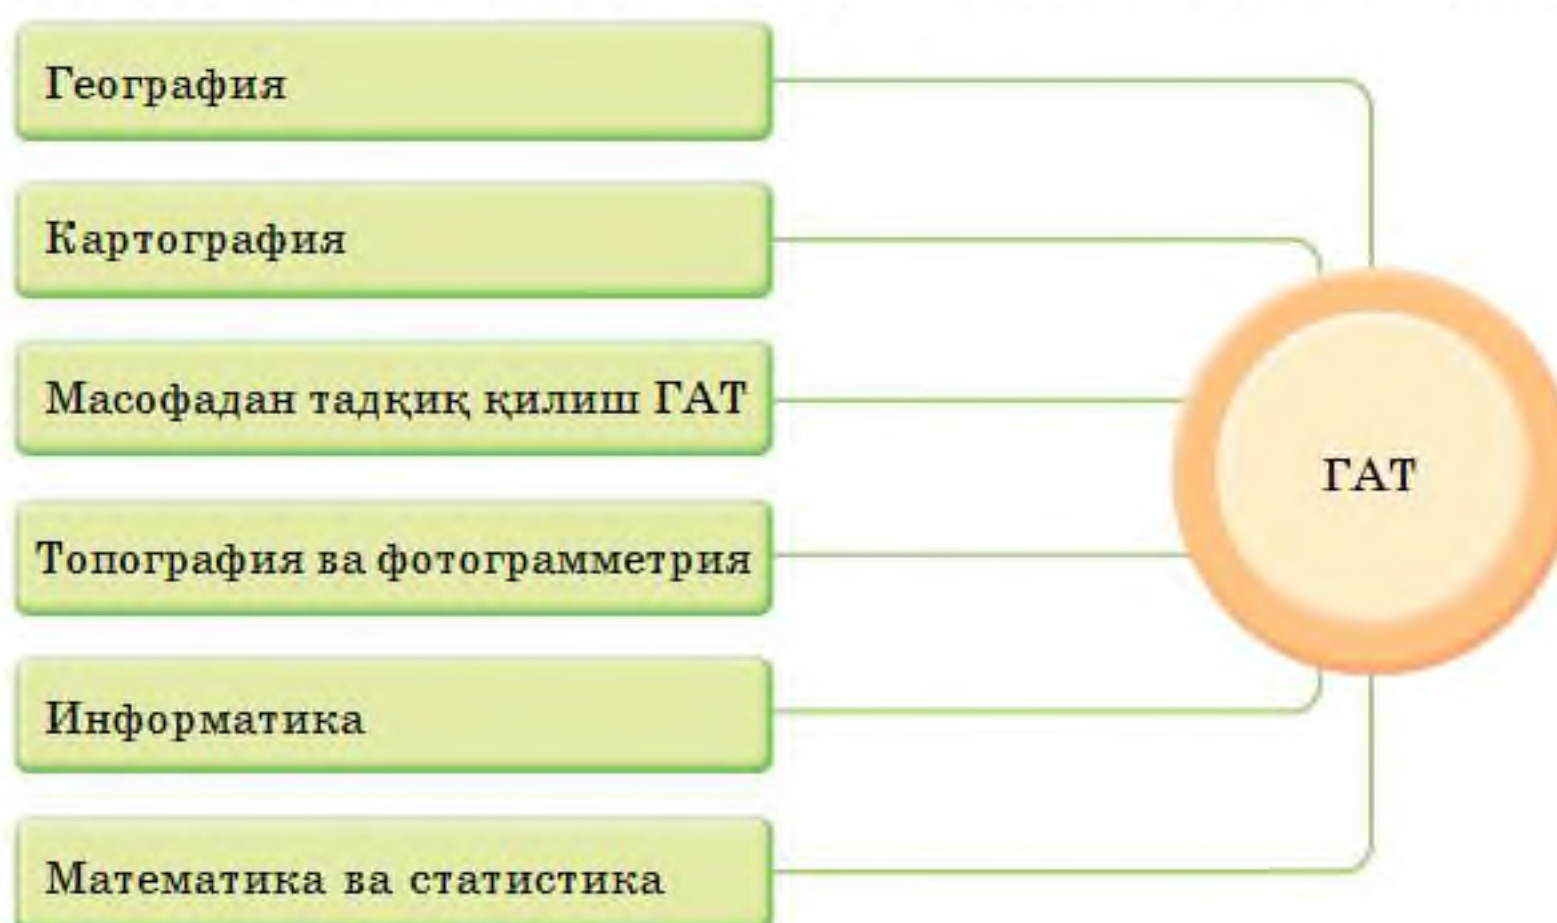 География
Картография
Масофадан тадқиқ қилиш ГАТ
Топография ва фотограмметрия
Информатика
Математика ва статистика
ГАТ